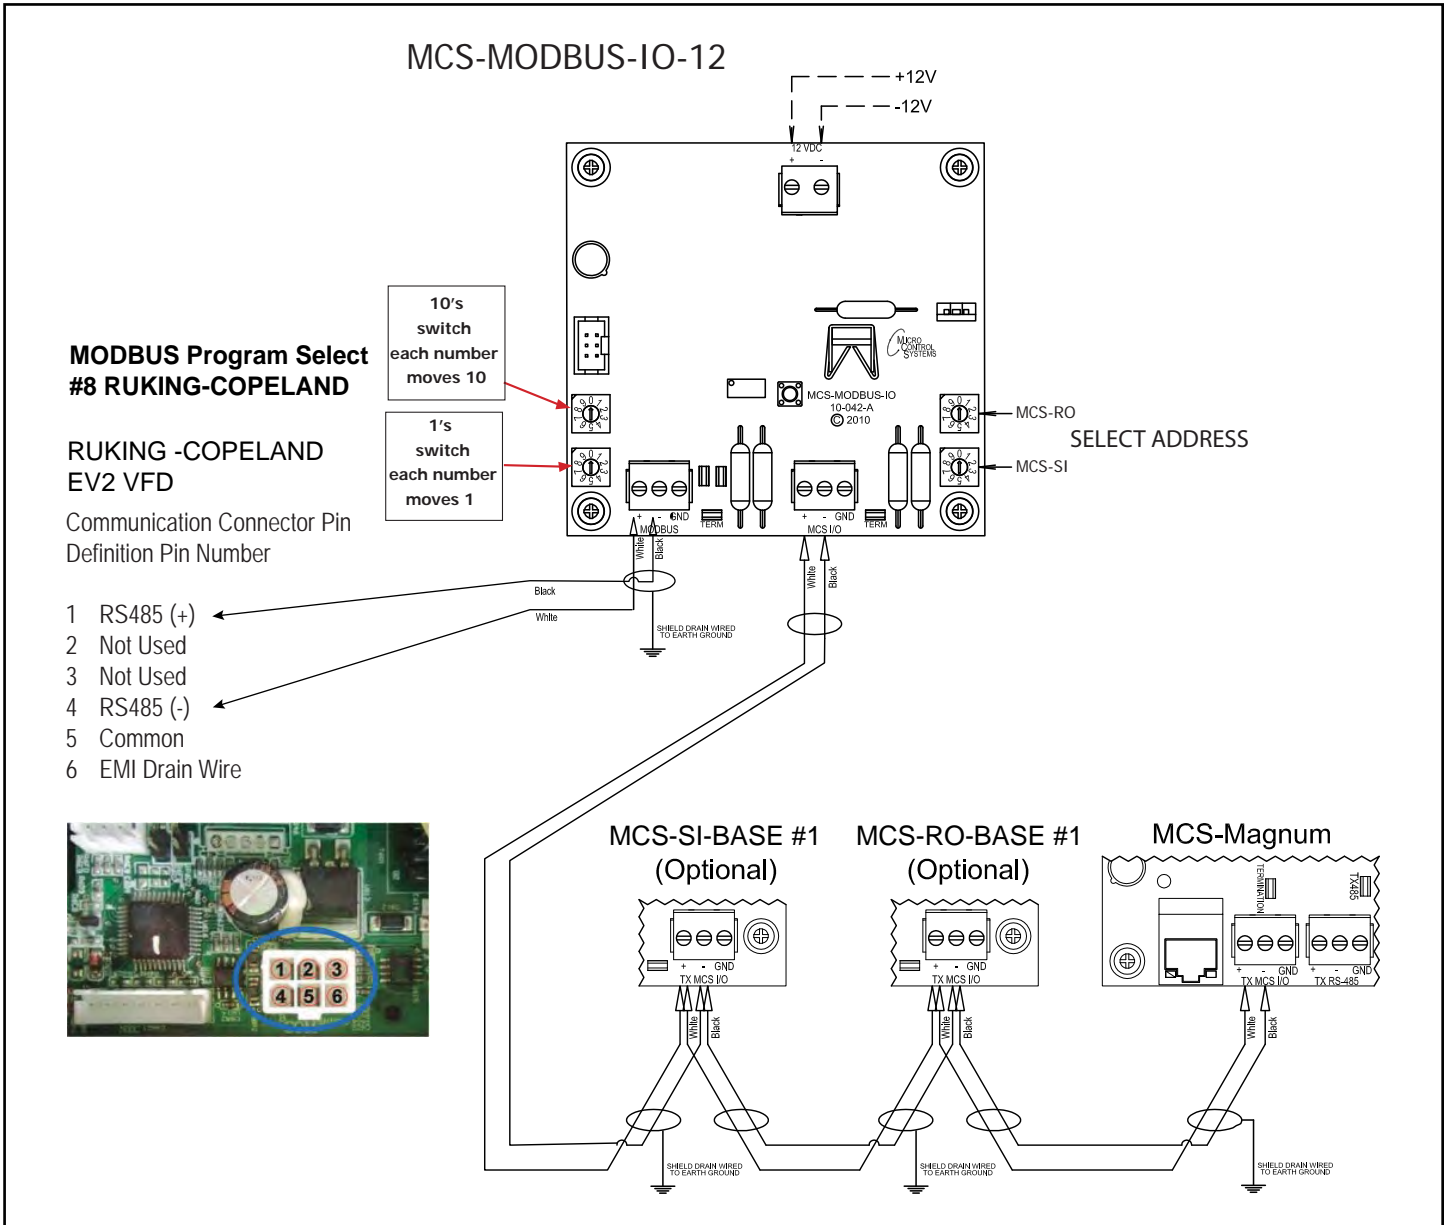 MCS-MODBUS-IO-12
+12V
-12V
12 VDC
+ -
10's
switch
each number
moves 10
MODBUS Program Select
#8 RUKING-COPELAND
1's
switch
each number
moves 1
RUKING -COPELAND
EV2 VFD
Communication Connector Pin
Definition Pin Number
1 RS485 (+)
2 Not Used
3 Not Used
4 RS485 (-)
5 Common
6 EMI Drain Wire
MICRO
CONTROL
SYSTEMS
MCS-MODBUS-IO
10-042-A
© 2010
MCS-RO
SELECT ADDRESS
MCS-SI
+ - GND
MODBUS
TERM
+ - GND
MCS I/O
TERM
White
Black
White
Black
Black
White
SHIELD DRAIN WIRED
TO EARTH GROUND
1 2 3
4 5 6
MCS-SI-BASE #1
(Optional)
+ - GND
TX MCS I/O
White
Black
MCS-RO-BASE #1
(Optional)
+ - GND
TX MCS I/O
White
Black
MCS-Magnum
TERMINATION
TX485
+ - GND
TX MCS I/O
+ - GND
TX RS-485
White
Black
SHIELD DRAIN WIRED
TO EARTH GROUND
SHIELD DRAIN WIRED
TO EARTH GROUND
SHIELD DRAIN WIRED
TO EARTH GROUND